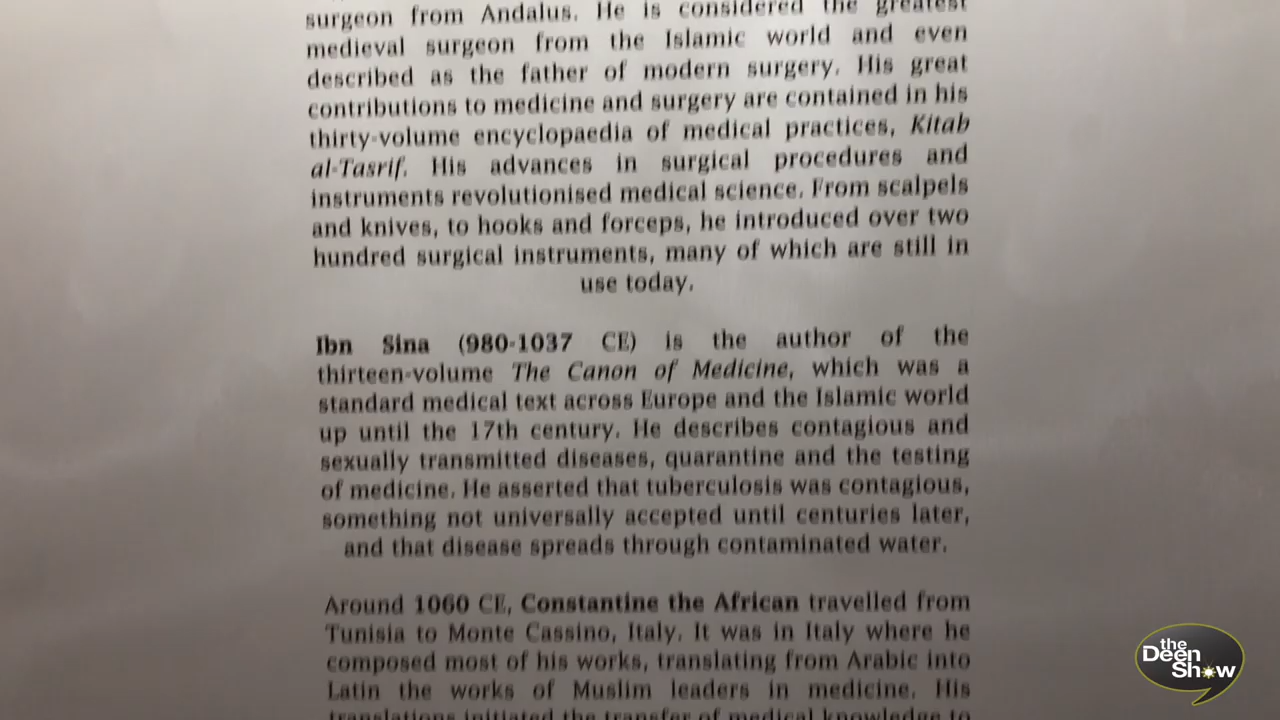 surgeon from Andalus. He is considered the greatest
medieval surgeon from the Islamic world and even
described as the father of modern surgery. His great
contributions to medicine and surgery are contained in his
thirty-volume encyclopaedia of medical practices, Kitab
al-Tasrif. His advances in surgical procedures and
instruments revolutionised medical science. From scalpels
and knives, to hooks and forceps, he introduced over two
hundred surgical instruments, many of which are still in
use today.
Ibn Sina (980-1037 CE) is the author of the
thirteen-volume The Canon of Medicine, which was a
standard medical text across Europe and the Islamic world
up until the 17th century. He describes contagious and
sexually transmitted diseases, quarantine and the testing
of medicine. He asserted that tuberculosis was contagious,
something not universally accepted until centuries later,
and that disease spreads through contaminated water.
Around 1060 CE, Constantine the African travelled from
Tunisia to Monte Cassino, Italy. It was in Italy where he
composed most of his works, translating from Arabic into
Latin the works of Muslim leaders in medicine. His
translations initiated the transfer of medical knowledge to
the
Deen
Show